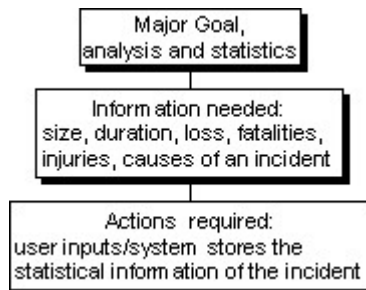 Major Goal,
analysis and statistics
Information needed:
size, duration, loss, fatalities,
injuries, causes of an incident
Actions required:
user inputs/system stores the
statistical information of the incident